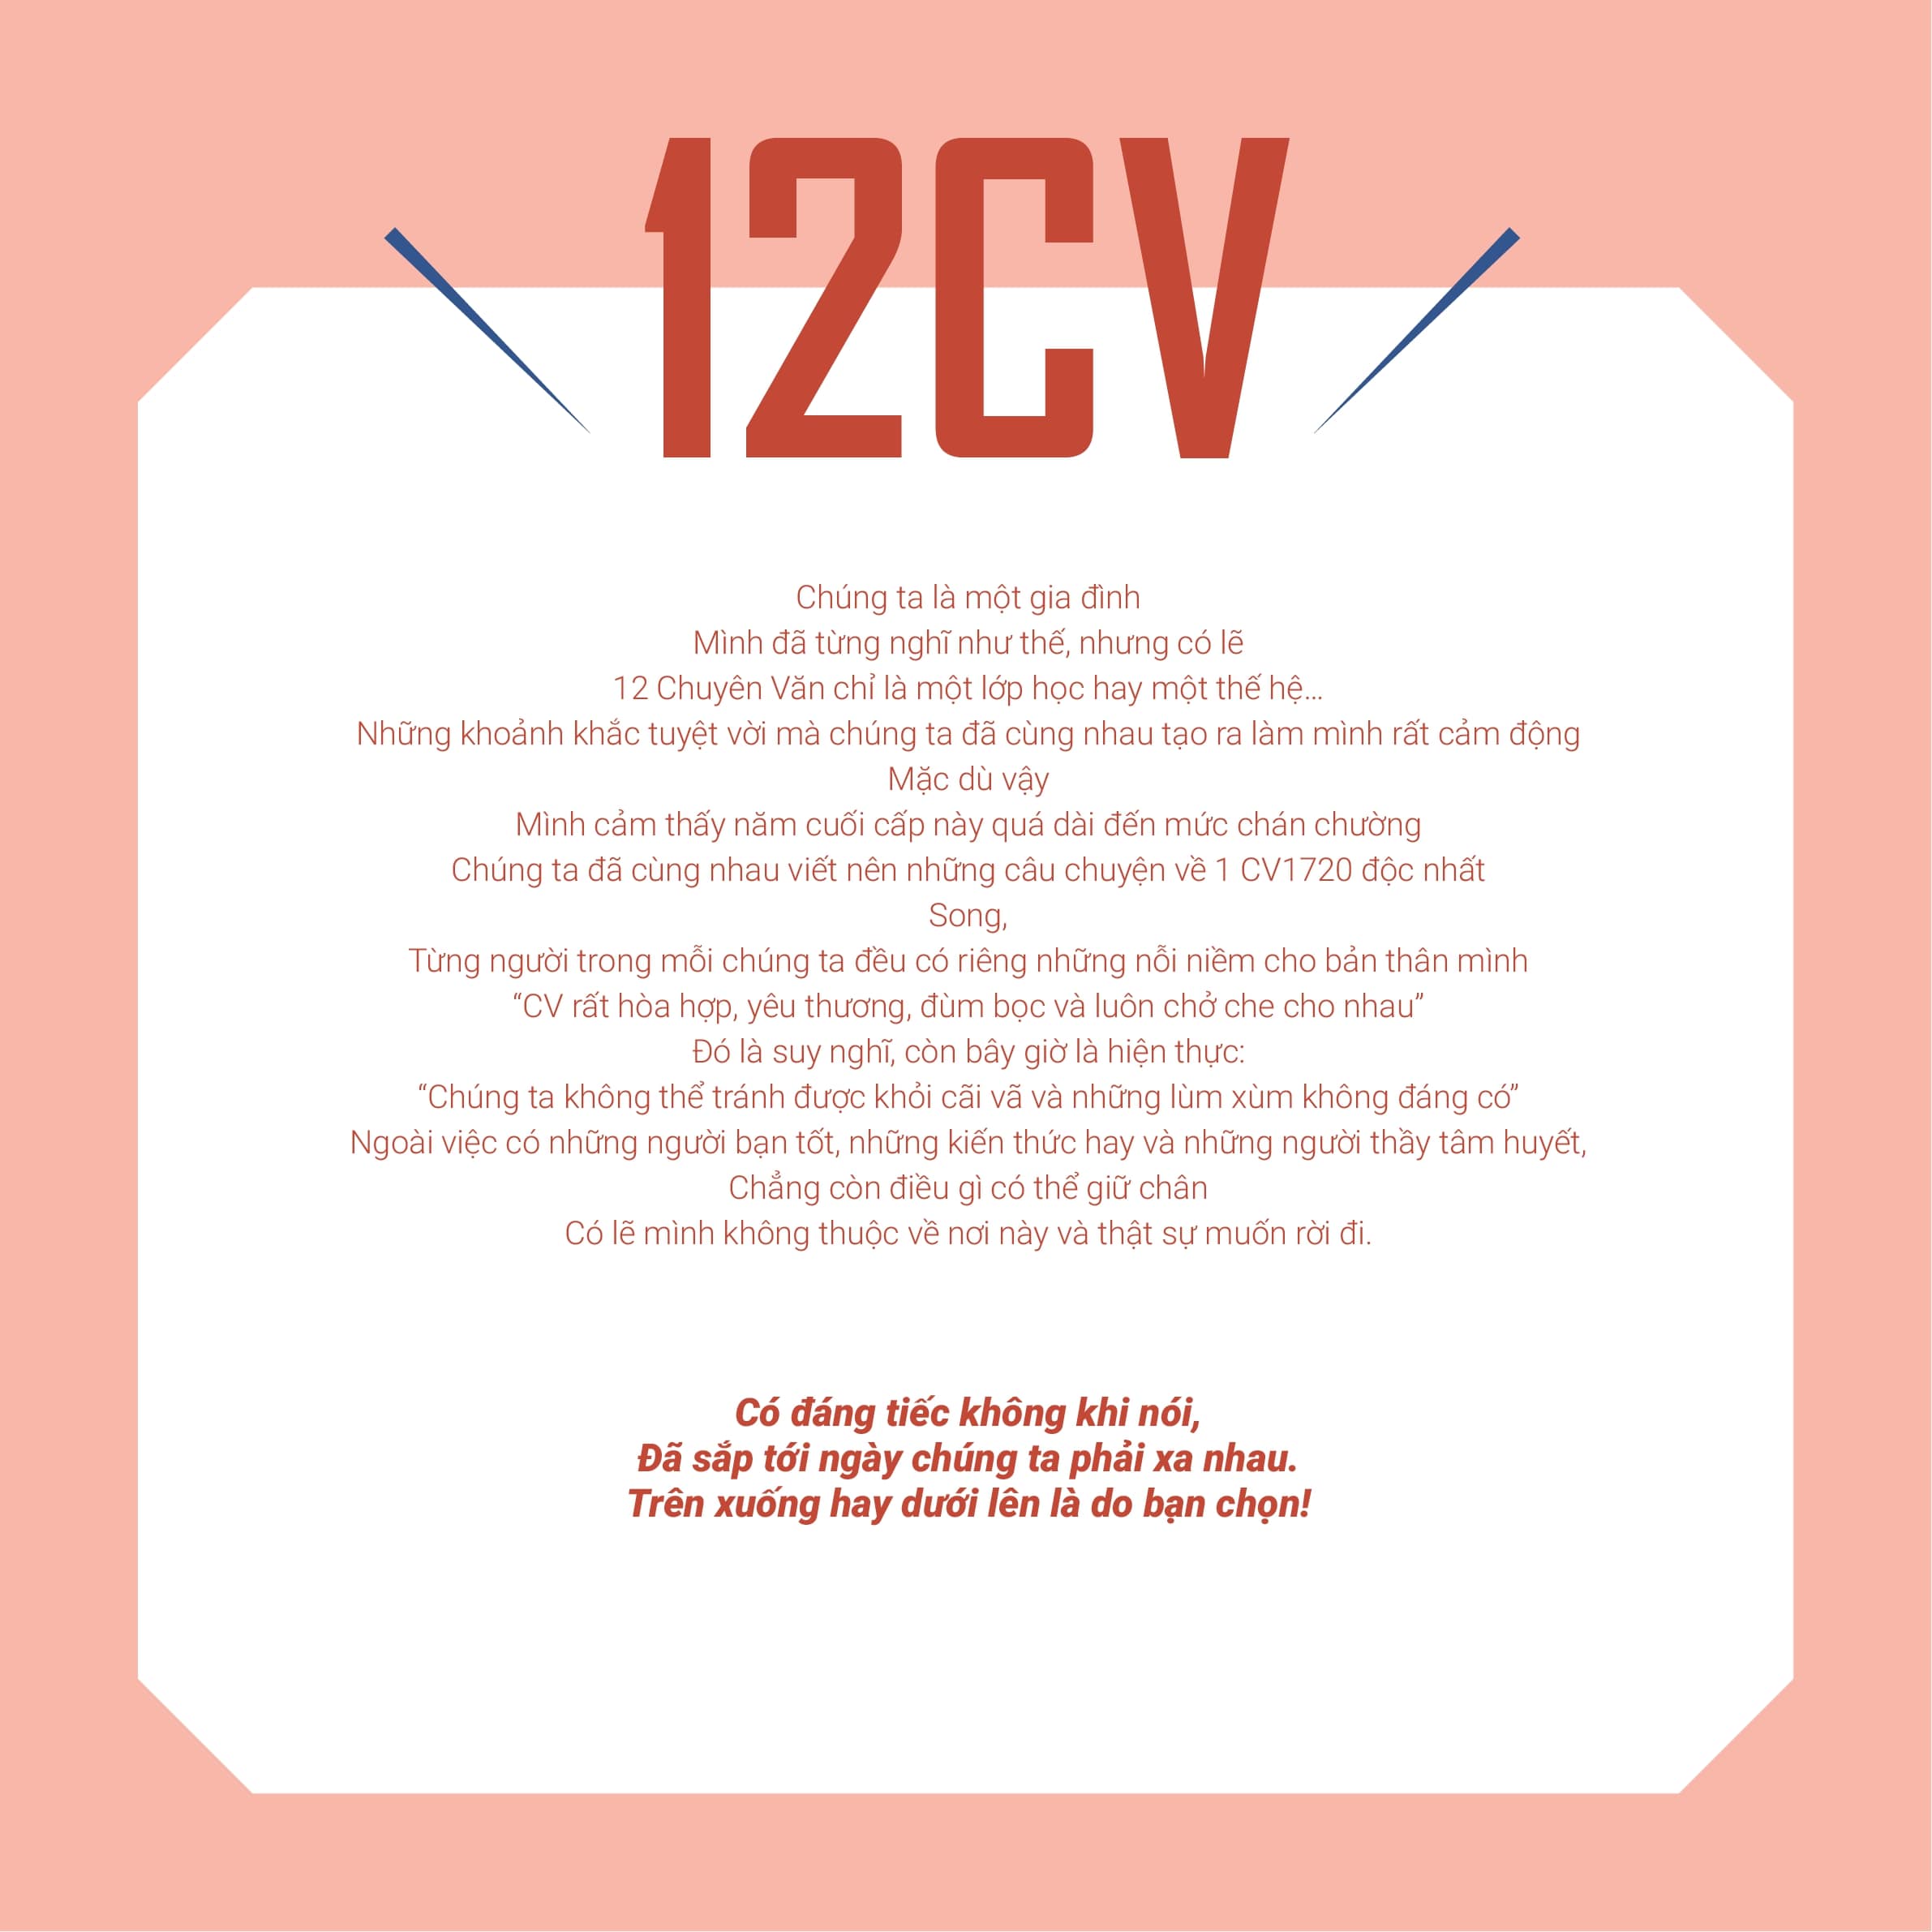 12CV
Chúng ta là một gia đình
Mình đã từng nghĩ như thế, nhưng có lẽ
12 Chuyên Văn chỉ là một lớp học hay một thế hệ...
Những khoảnh khắc tuyệt vời mà chúng ta đã cùng nhau tạo ra làm mình rất cảm động
Mặc dù vậy
Mình cảm thấy năm cuối cấp này quá dài đến mức chán chường
Chúng ta đã cùng nhau viết nên những câu chuyện về 1 CV1720 độc nhất
Song,
Từng người trong mỗi chúng ta đều có riêng những nỗi niềm cho bản thân mình
“CV rất hòa hợp, yêu thương, đùm bọc và luôn chở che cho nhau”
Đó là suy nghĩ, còn bây giờ là hiện thực:
“Chúng ta không thể tránh được khỏi cãi vã và những lùm xùm không đáng có”
Ngoài việc có những người bạn tốt, những kiến thức hay và những người thầy tâm huyết,
Chẳng còn điều gì có thể giữ chân
Có lẽ mình không thuộc về nơi này và thật sự muốn rời đi.
Có đáng tiếc không khi nói,
Đã sắp tới ngày chúng ta phải xa nhau.
Trên xuống hay dưới lên là do bạn chọn!